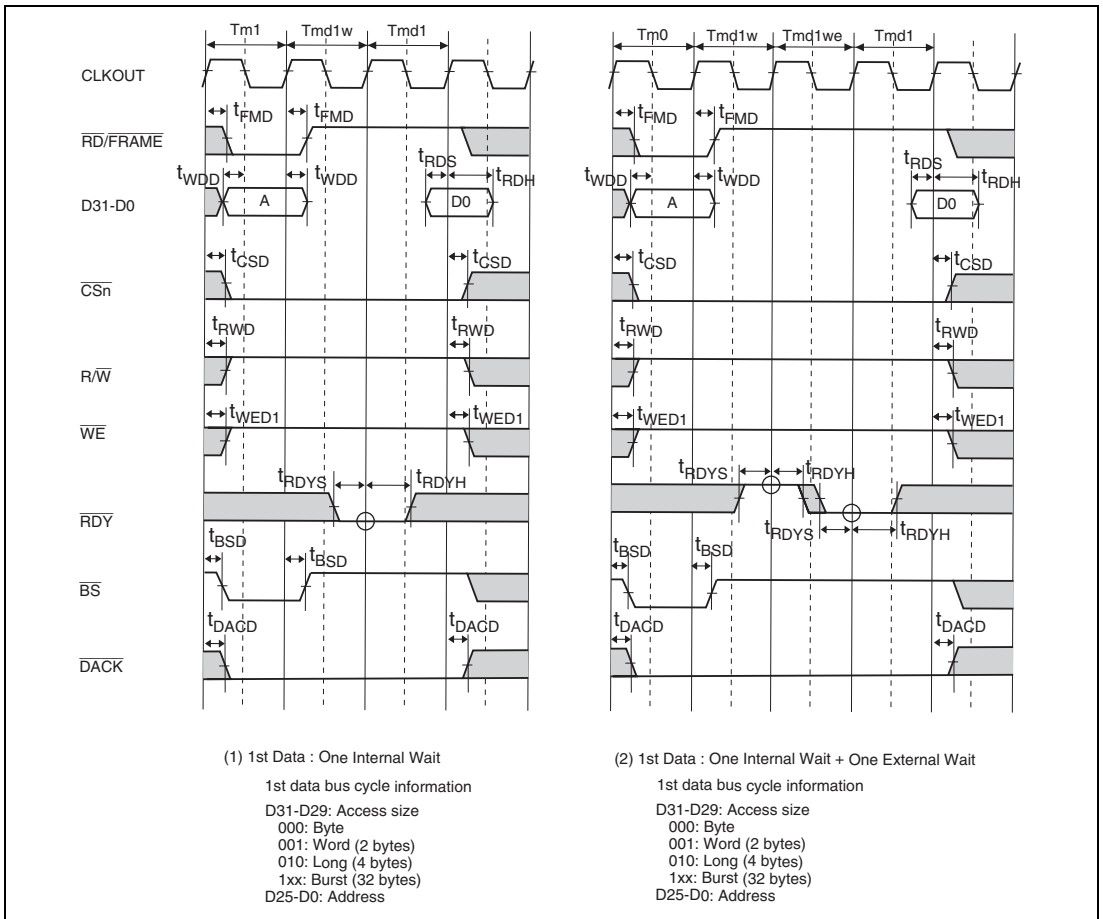 Tm1 Tmd1w Tmd1
CLKOUT
tFMD tFMD
RD/FRAME
tWDD tWDD tRDS tRDH
D31-D0 A D0
tCSD tCSD
CSn
tRWD tRWD
R/W
tWED1 tWED1
WE
tRDYS tRDYH
RDY
tBSD tBSD
BS
tDACD tDACD
DACK
(1) 1st Data : One Internal Wait
1st data bus cycle information
D31-D29: Access size
000: Byte
001: Word (2 bytes)
010: Long (4 bytes)
1xx: Burst (32 bytes)
D25-D0: Address
Tm0 Tmd1w Tmd1we Tmd1
tFMD tFMD
tWDD tWDD tRDS tRDH
A D0
tCSD tCSD
tRWD tRWD
tWED1 tWED1
tRDYS tRDYH
tRDYS tRDYH
tBSD tBSD
tDACD tDACD
(2) 1st Data : One Internal Wait + One External Wait
1st data bus cycle information
D31-D29: Access size
000: Byte
001: Word (2 bytes)
010: Long (4 bytes)
1xx: Burst (32 bytes)
D25-D0: Address